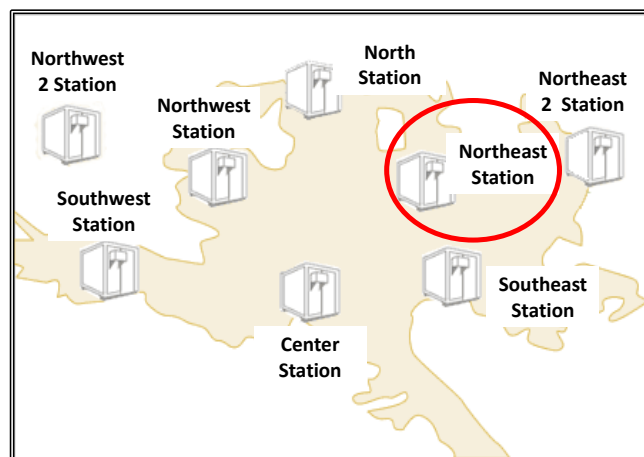 North
Station
Northwest
2 Station
Northeast
2 Station
Northwest
Station
Northeast
Station
Southwest
Station
Southeast
Station
Center
Station